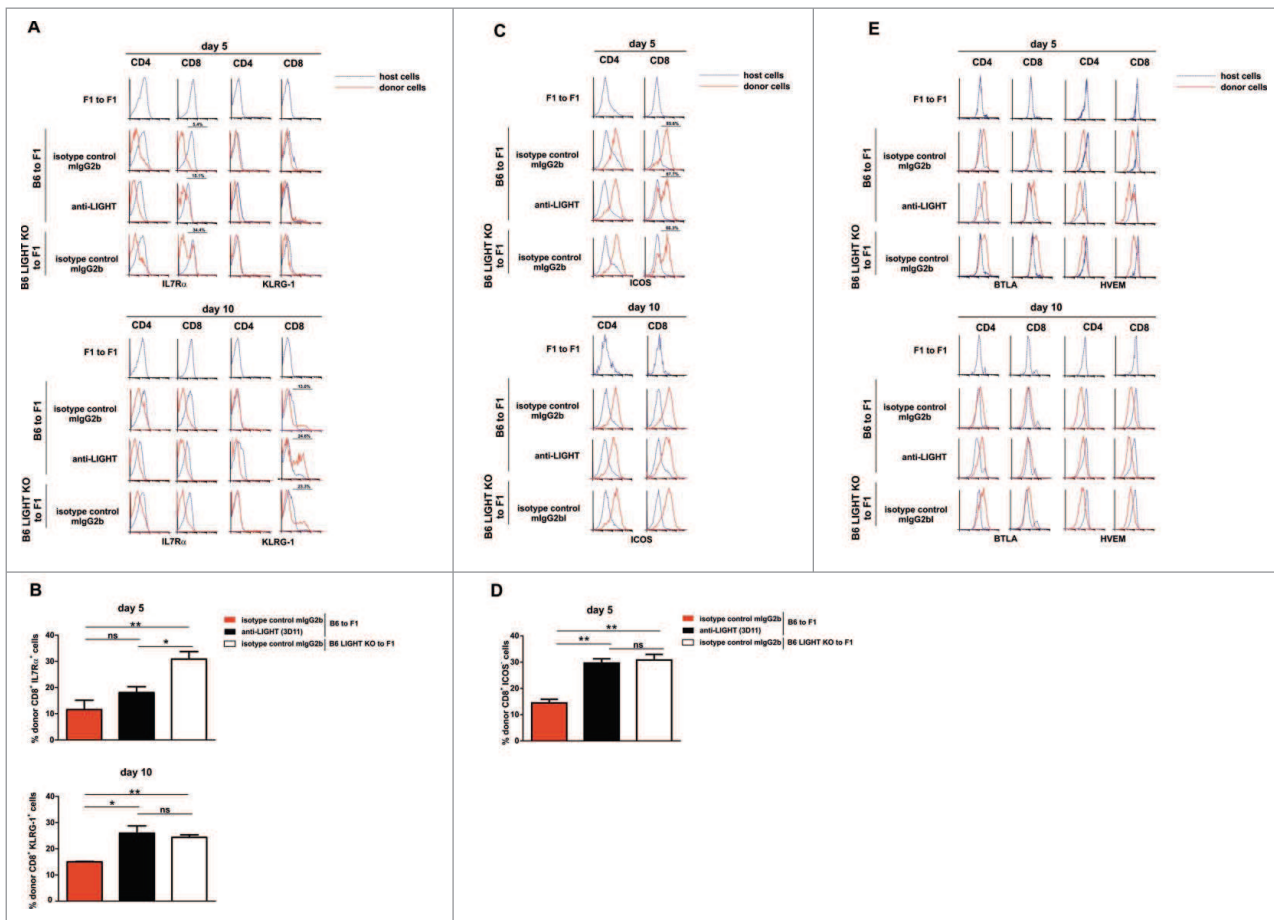 A
day 5
CD4 CD8 CD4 CD8
host cells
donor cells
F1 to F1
B6 to F1
isotype control
mIgG2b
anti-LIGHT
B6 LIGHT KO
to F1
isotype control
mIgG2b
34.4%
IL7Rα KLRG-1
day 10
CD4 CD8 CD4 CD8
F1 to F1
B6 to F1
isotype control
mIgG2b
anti-LIGHT
B6 LIGHT KO
to F1
isotype control
mIgG2b
IL7Rα KLRG-1
C
day 5
CD4 CD8
host cells
donor cells
F1 to F1
B6 to F1
isotype control
mIgG2b
anti-LIGHT
B6 LIGHT KO
to F1
isotype control
mIgG2b
ICOS
day 10
CD4 CD8
F1 to F1
B6 to F1
isotype control
mIgG2b
anti-LIGHT
B6 LIGHT KO
to F1
isotype control
mIgG2bI
ICOS
E
day 5
CD4 CD8 CD4 CD8
host cells
donor cells
F1 to F1
B6 to F1
isotype control
mIgG2b
anti-LIGHT
B6 LIGHT KO
to F1
isotype control
mIgG2b
BTLA HVEM
day 10
CD4 CD8 CD4 CD8
F1 to F1
B6 to F1
isotype control
mIgG2b
anti-LIGHT
B6 LIGHT KO
to F1
isotype control
mIgG2bI
BTLA HVEM
B
day 5
isotype control mIgG2b
anti-LIGHT (3D11)
B6 to F1
isotype control mIgG2b B6 LIGHT KO to F1
% donor CD8+ IL7Rα+ cells
40
30
20
10
0
**
ns
*
day 10
% donor CD8+ KLRG-1+ cells
40
30
20
10
0
**
*
ns
D
day 5
isotype control mIgG2b
anti-LIGHT (3D11)
B6 to F1
isotype control mIgG2b B6 LIGHT KO to F1
% donor CD8+ ICOS- cells
40
30
20
10
0
**
**
ns